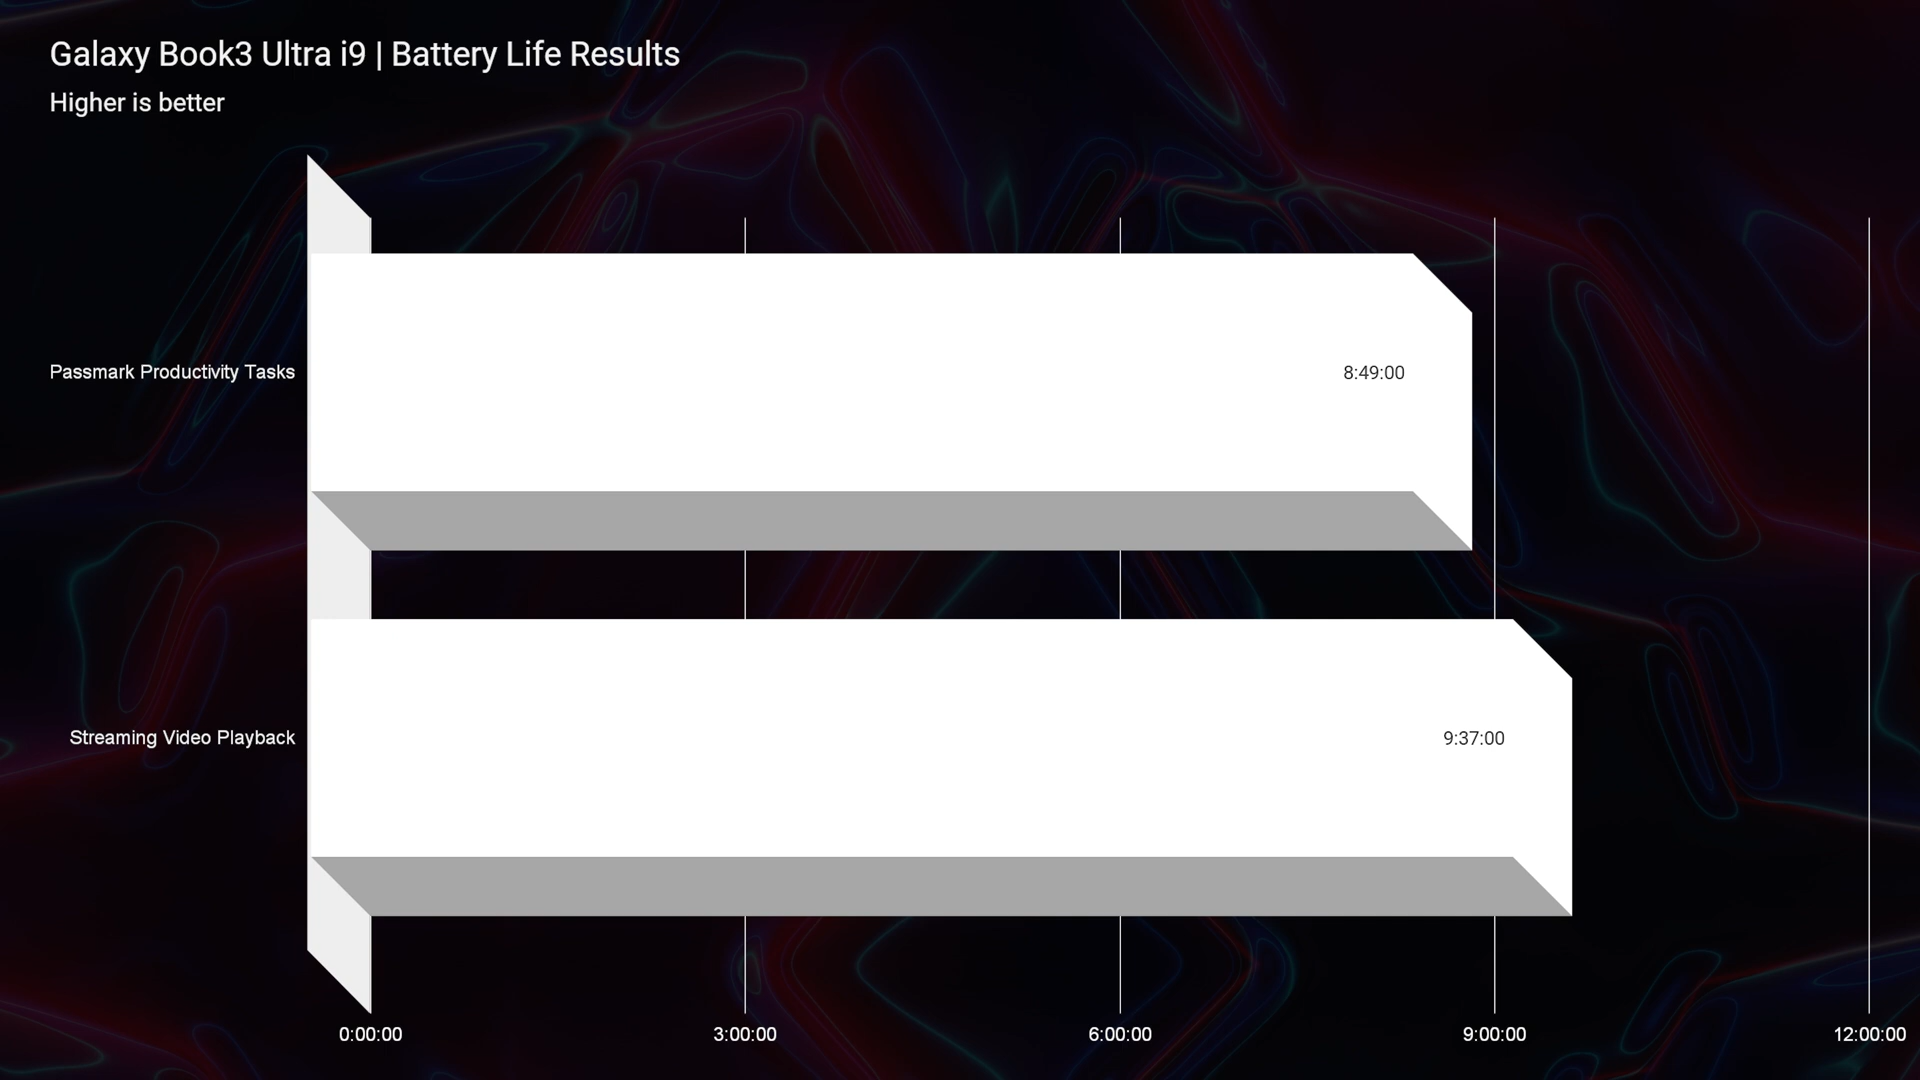 Galaxy Book3 Ultra i9 | Battery Life Results
Higher is better
Passmark Productivity Tasks
8:49:00
Streaming Video Playback
9:37:00
0:00:00
3:00:00
6:00:00
9:00:00
12:00:00